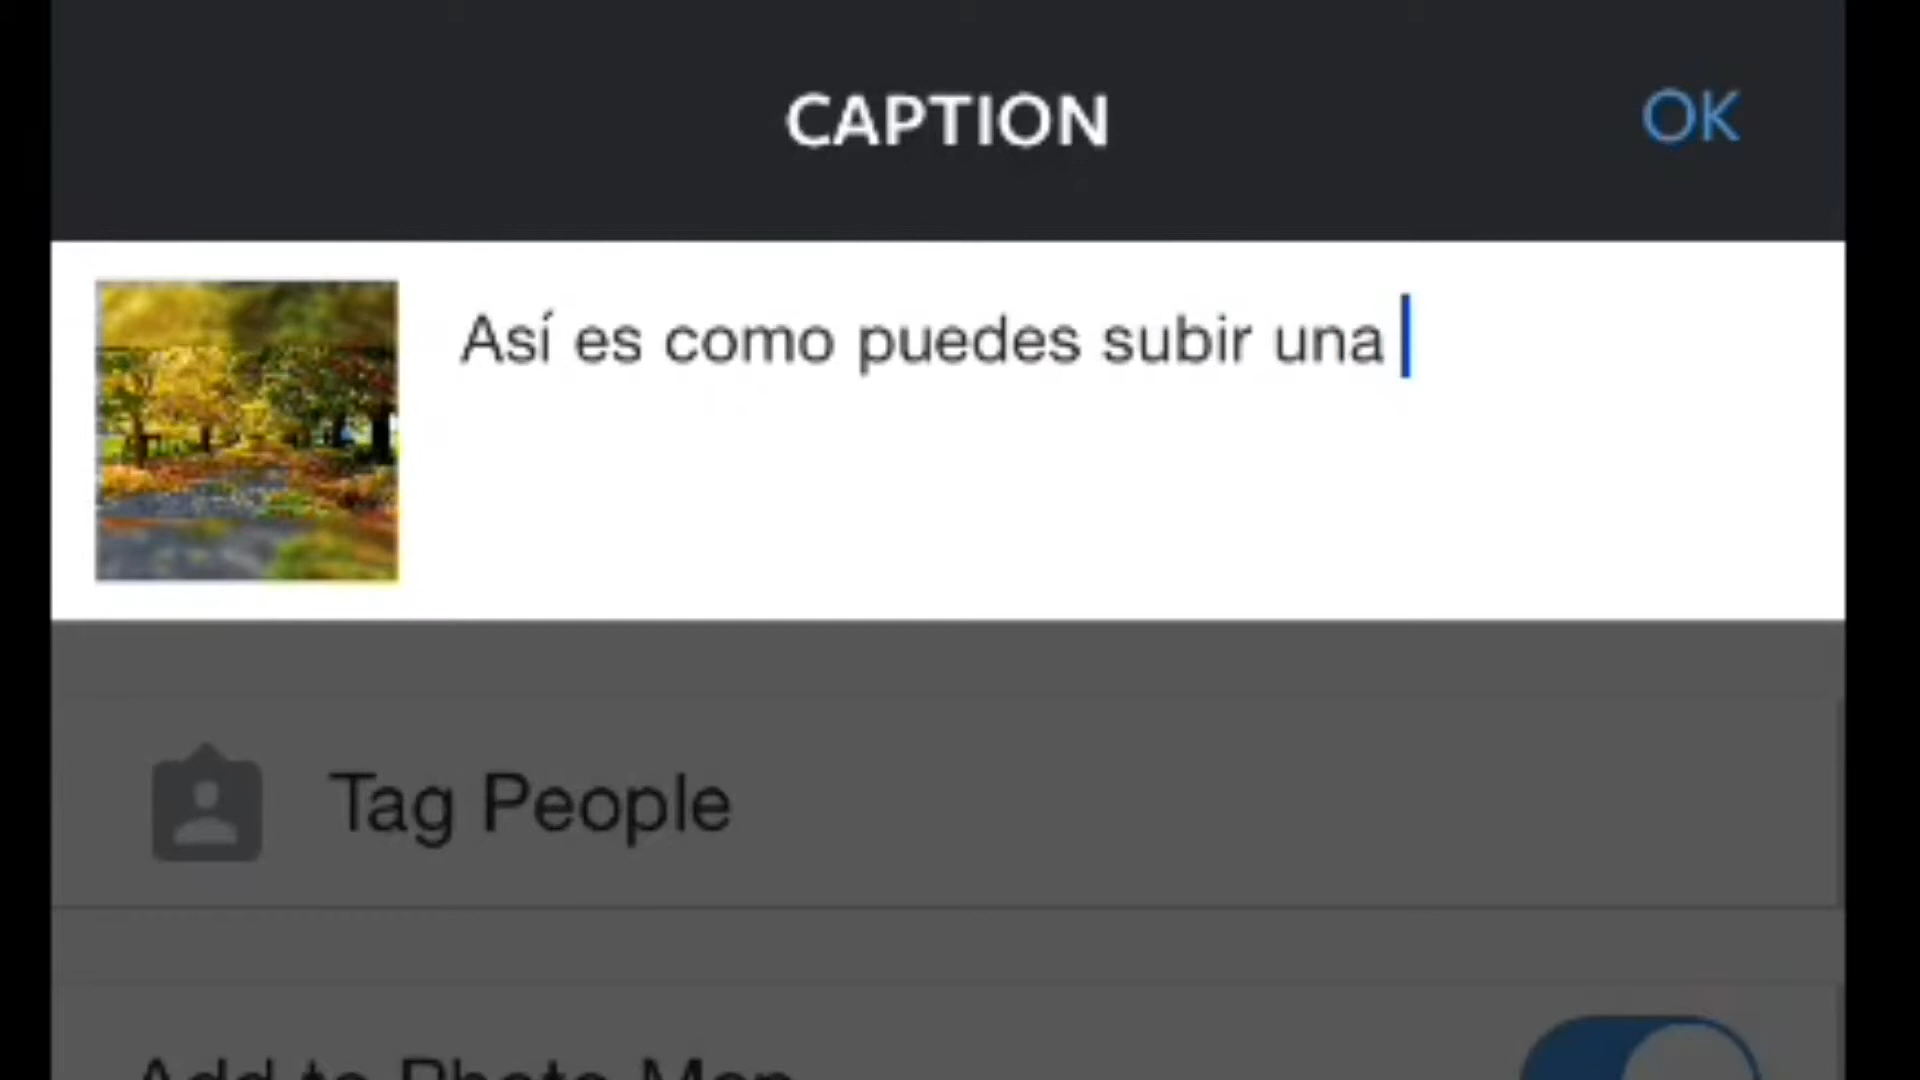 CAPTION
OK
Así es como puedes subir una
Tag People
Add to Photo Map